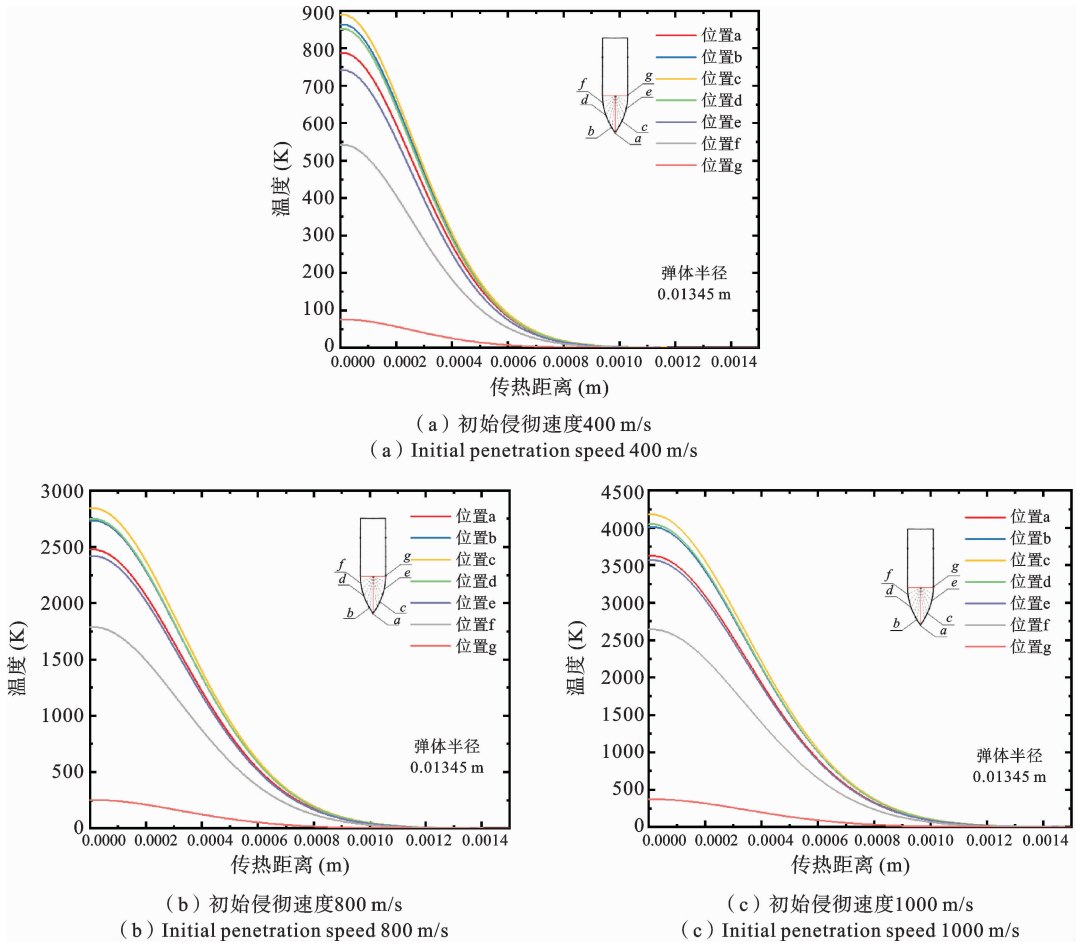 900
800
700
600
500
400
300
200
100
0
温度 (K)
0.0000
0.0002
0.0004
0.0006
0.0008
0.0010
0.0012
0.0014
传热距离 (m)
位置a
位置b
位置c
位置d
位置e
位置f
位置g
f
g
d
e
b
c
a
弹体半径
0.01345 m
（a）初始侵彻速度400 m/s
（a）Initial penetration speed 400 m/s
3000
2500
2000
1500
1000
500
0
温度 (K)
0.0000
0.0002
0.0004
0.0006
0.0008
0.0010
0.0012
0.0014
传热距离 (m)
位置a
位置b
位置c
位置d
位置e
位置f
位置g
f
g
d
e
b
c
a
弹体半径
0.01345 m
（b）初始侵彻速度800 m/s
（b）Initial penetration speed 800 m/s
4500
4000
3500
3000
2500
2000
1500
1000
500
0
温度 (K)
0.0000
0.0002
0.0004
0.0006
0.0008
0.0010
0.0012
0.0014
传热距离 (m)
位置a
位置b
位置c
位置d
位置e
位置f
位置g
f
g
d
e
b
c
a
弹体半径
0.01345 m
（c）初始侵彻速度1000 m/s
（c）Initial penetration speed 1000 m/s